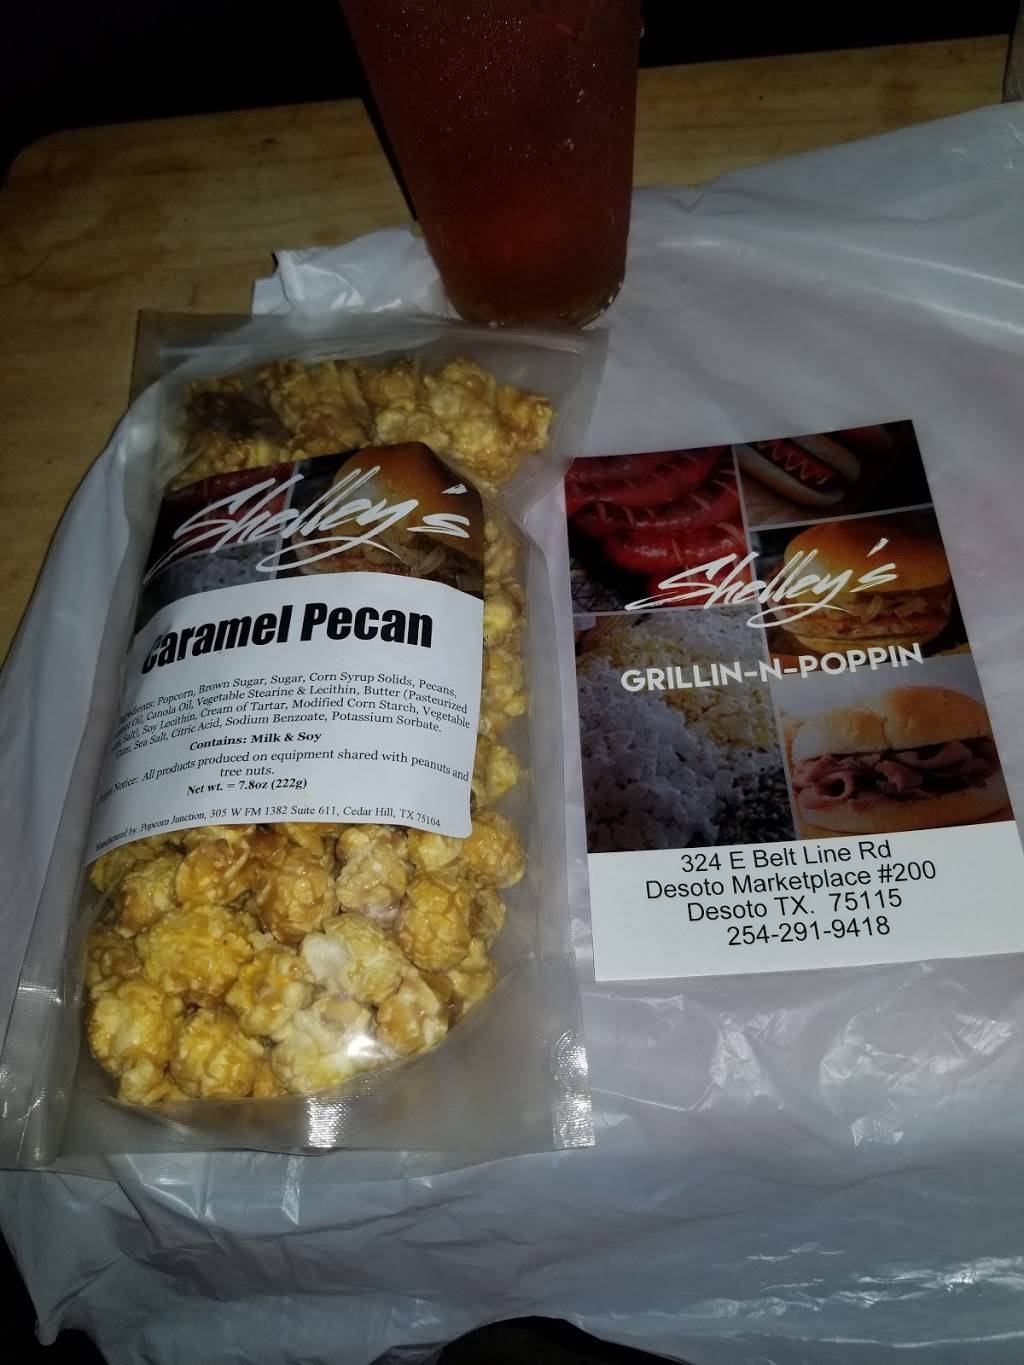 Shelley's
Caramel Pecan
Popcorn, Brown Sugar, Sugar, Corn Syrup Solids, Pecans,
Oil, Canola Oil, Vegetable Stearine & Lecithin, Butter (Pasteurized
Salt), Soy Lecithin, Cream of Tartar, Modified Corn Starch, Vegetable
Gum, Sea Salt, Citric Acid, Sodium Benzoate, Potassium Sorbate.
Contains: Milk & Soy
Notice: All products produced on equipment shared with peanuts and
tree nuts.
Net wt. = 7.8oz (222g)
Manufactured by: Popcorn Junction, 305 W FM 1382 Suite 611, Cedar Hill, TX 75104
Shelley's
GRILLIN-N-POPPIN
324 E Belt Line Rd
Desoto Marketplace #200
Desoto TX. 75115
254-291-9418